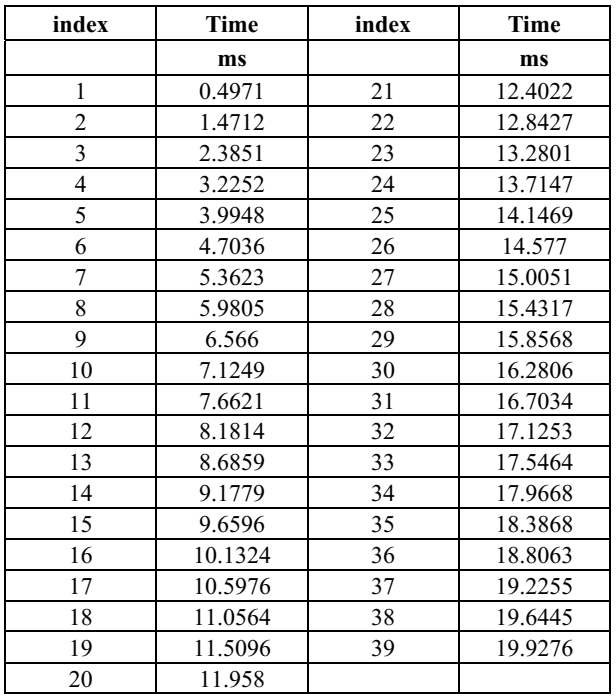 index Time index Time
ms ms
1 0.4971 21 12.4022
2 1.4712 22 12.8427
3 2.3851 23 13.2801
4 3.2252 24 13.7147
5 3.9948 25 14.1469
6 4.7036 26 14.577
7 5.3623 27 15.0051
8 5.9805 28 15.4317
9 6.566 29 15.8568
10 7.1249 30 16.2806
11 7.6621 31 16.7034
12 8.1814 32 17.1253
13 8.6859 33 17.5464
14 9.1779 34 17.9668
15 9.6596 35 18.3868
16 10.1324 36 18.8063
17 10.5976 37 19.2255
18 11.0564 38 19.6445
19 11.5096 39 19.9276
20 11.958